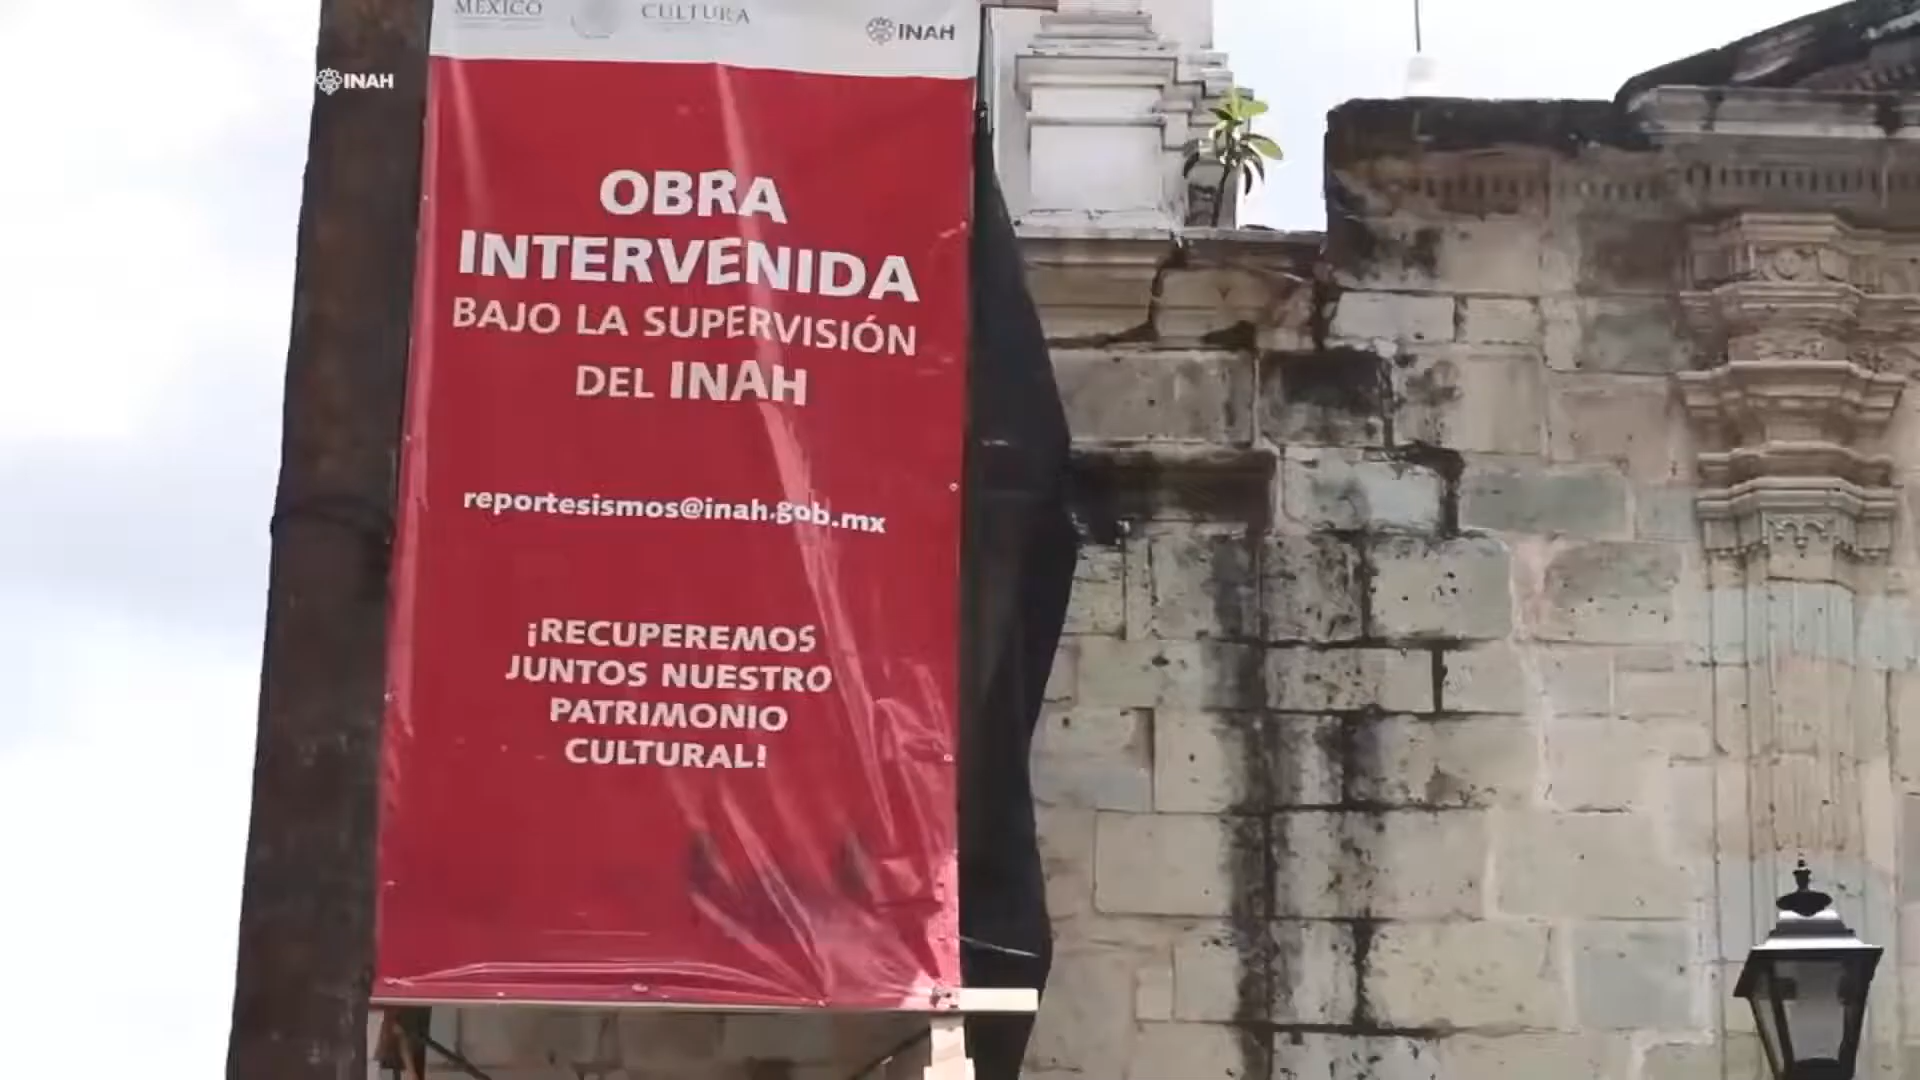 MÉXICO
CULTURA
INAH
INAH
OBRA
INTERVENIDA
BAJO LA SUPERVISIÓN
DEL INAH
reportesismos@inah.gob.mx
¡RECUPEREMOS
JUNTOS NUESTRO
PATRIMONIO
CULTURAL!